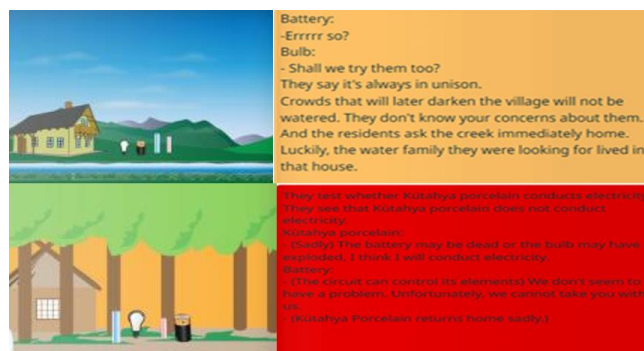 Battery:
-Errrrr so?
Bulb:
- Shall we try them too?
They say it's always in unison.
Crowds that will later darken the village will not be
watered. They don't know your concerns about them.
And the residents ask the creek immediately home.
Luckily, the water family they were looking for lived in
that house.
They test whether Kütahya porcelain conducts electricity
They see that Kütahya porcelain does not conduct
electricity.
Kütahya porcelain;
- (Sadly) The battery may be dead or the bulb may have
exploded. I think I will conduct electricity.
Battery:
- (The circuit can control its elements) We don't seem to
have a problem. Unfortunately, we cannot take you with
us.
- (Kütahya Porcelain returns home sadly.)